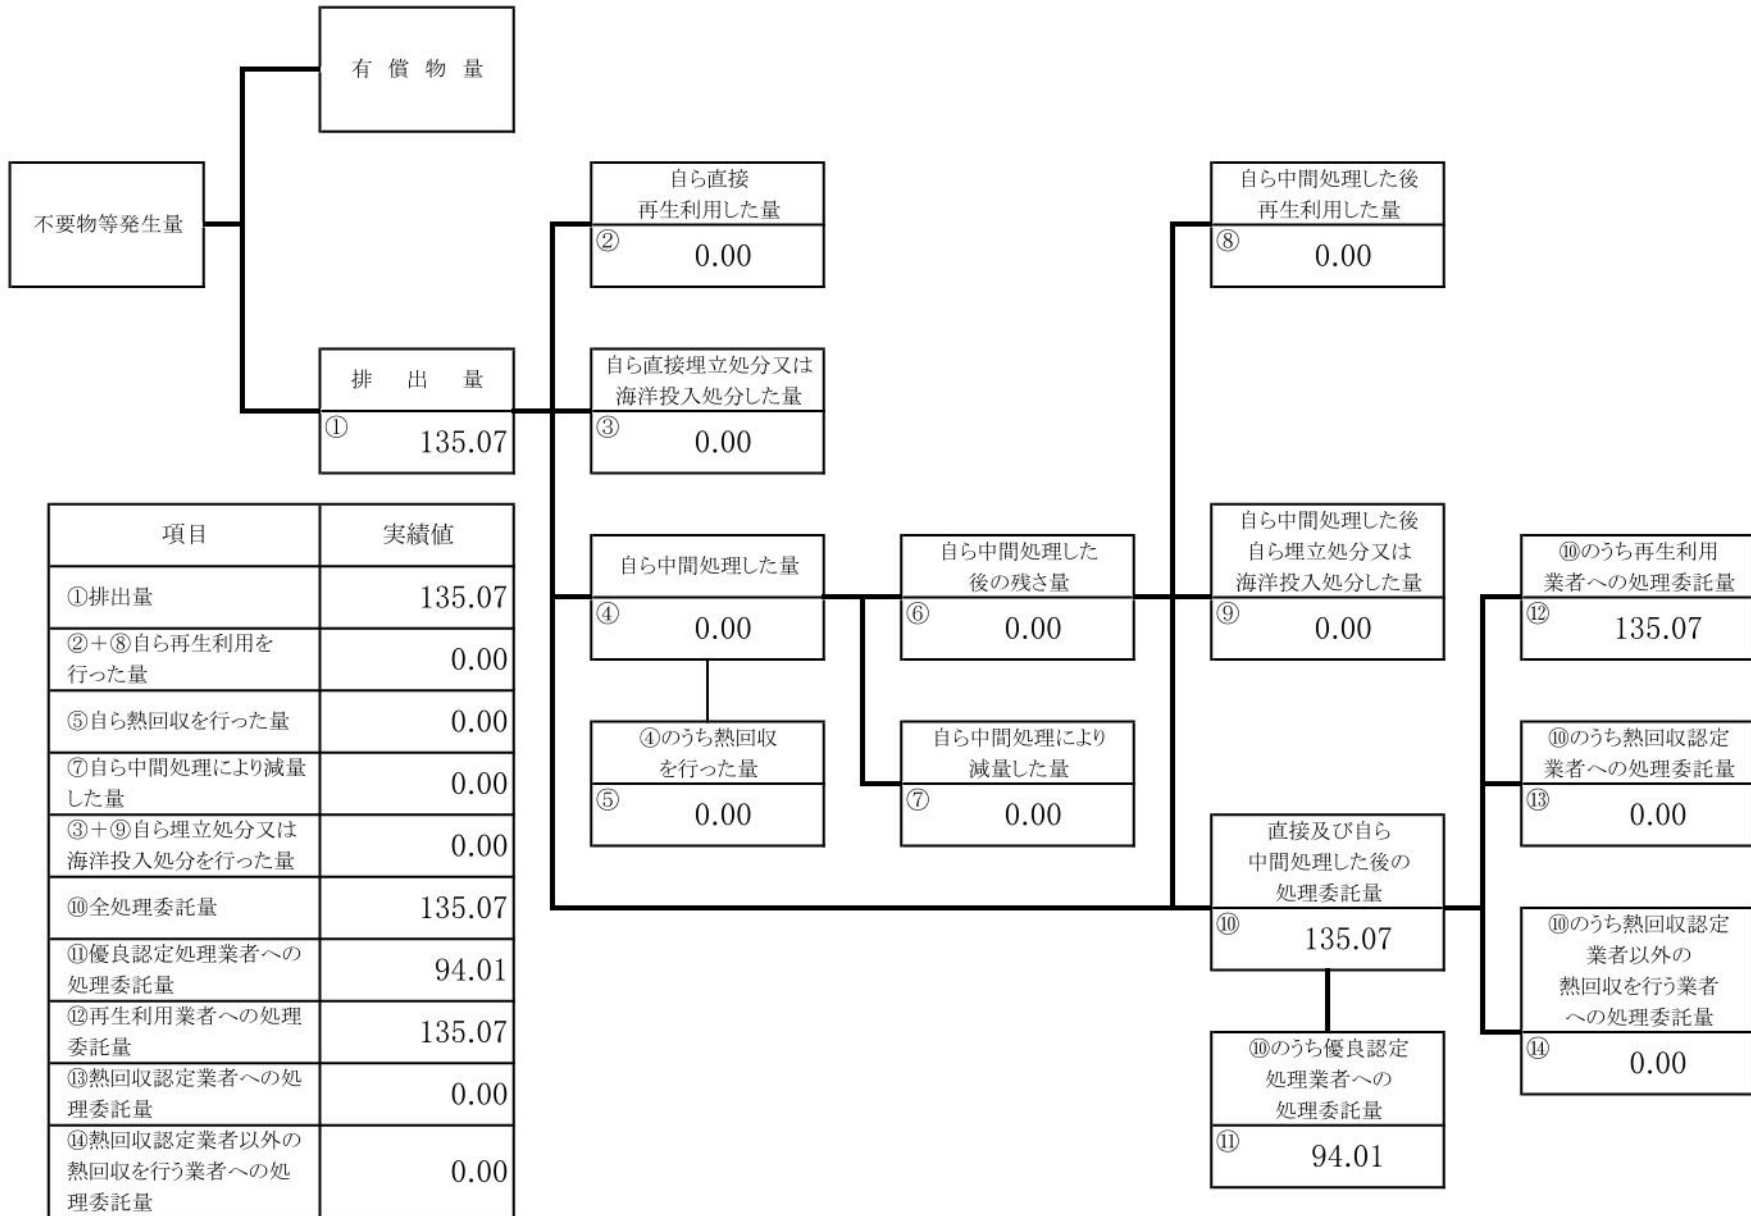 有 償 物 量
不要物等発生量
自ら直接
再生利用した量
②
0.00
自ら中間処理した後
再生利用した量
⑧
0.00
排 出 量
①
135.07
自ら直接埋立処分又は
海洋投入処分した量
③
0.00
自ら中間処理した量
④
0.00
自ら中間処理した
後の残さ量
⑥
0.00
自ら中間処理した後
自ら埋立処分又は
海洋投入処分した量
⑨
0.00
⑩のうち再生利用
業者への処理委託量
⑫
135.07
④のうち熱回収
を行った量
⑤
0.00
自ら中間処理により
減量した量
⑦
0.00
⑩のうち熱回収認定
業者への処理委託量
⑬
0.00
直接及び自ら
中間処理した後の
処理委託量
⑩
135.07
⑩のうち熱回収認定
業者以外の
熱回収を行う業者
への処理委託量
⑭
0.00
⑩のうち優良認定
処理業者への
処理委託量
⑪
94.01
項目 実績値
①排出量 135.07
②+⑧自ら再生利用を
行った量 0.00
⑤自ら熱回収を行った量 0.00
⑦自ら中間処理により減量
した量 0.00
③+⑨自ら埋立処分又は
海洋投入処分を行った量 0.00
⑩全処理委託量 135.07
⑪優良認定処理業者への
処理委託量 94.01
⑫再生利用業者への処理
委託量 135.07
⑬熱回収認定業者への処
理委託量 0.00
⑭熱回収認定業者以外の
熱回収を行う業者への処
理委託量 0.00